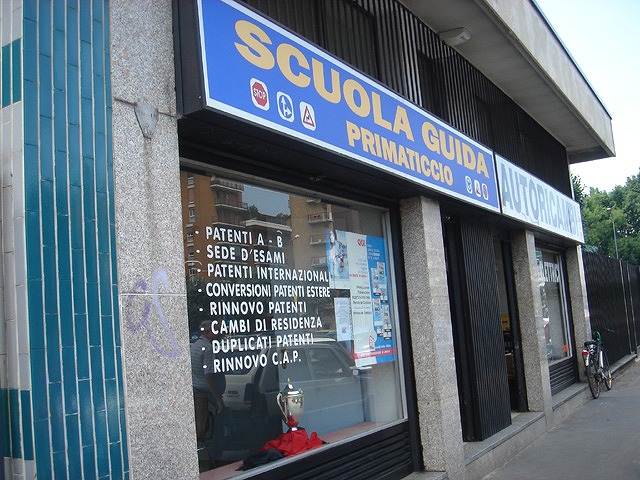 SCUOLA GUIDA
PRIMATICCIO
STOP
AUTORICAMBI
- PATENTI A - B
- SEDE D'ESAMI
- PATENTI INTERNAZIONALI
- CONVERSIONI PATENTI ESTERE
- RINNOVO PATENTI
- CAMBI DI RESIDENZA
- DUPLICATI PATENTI
- RINNOVO C.A.P.